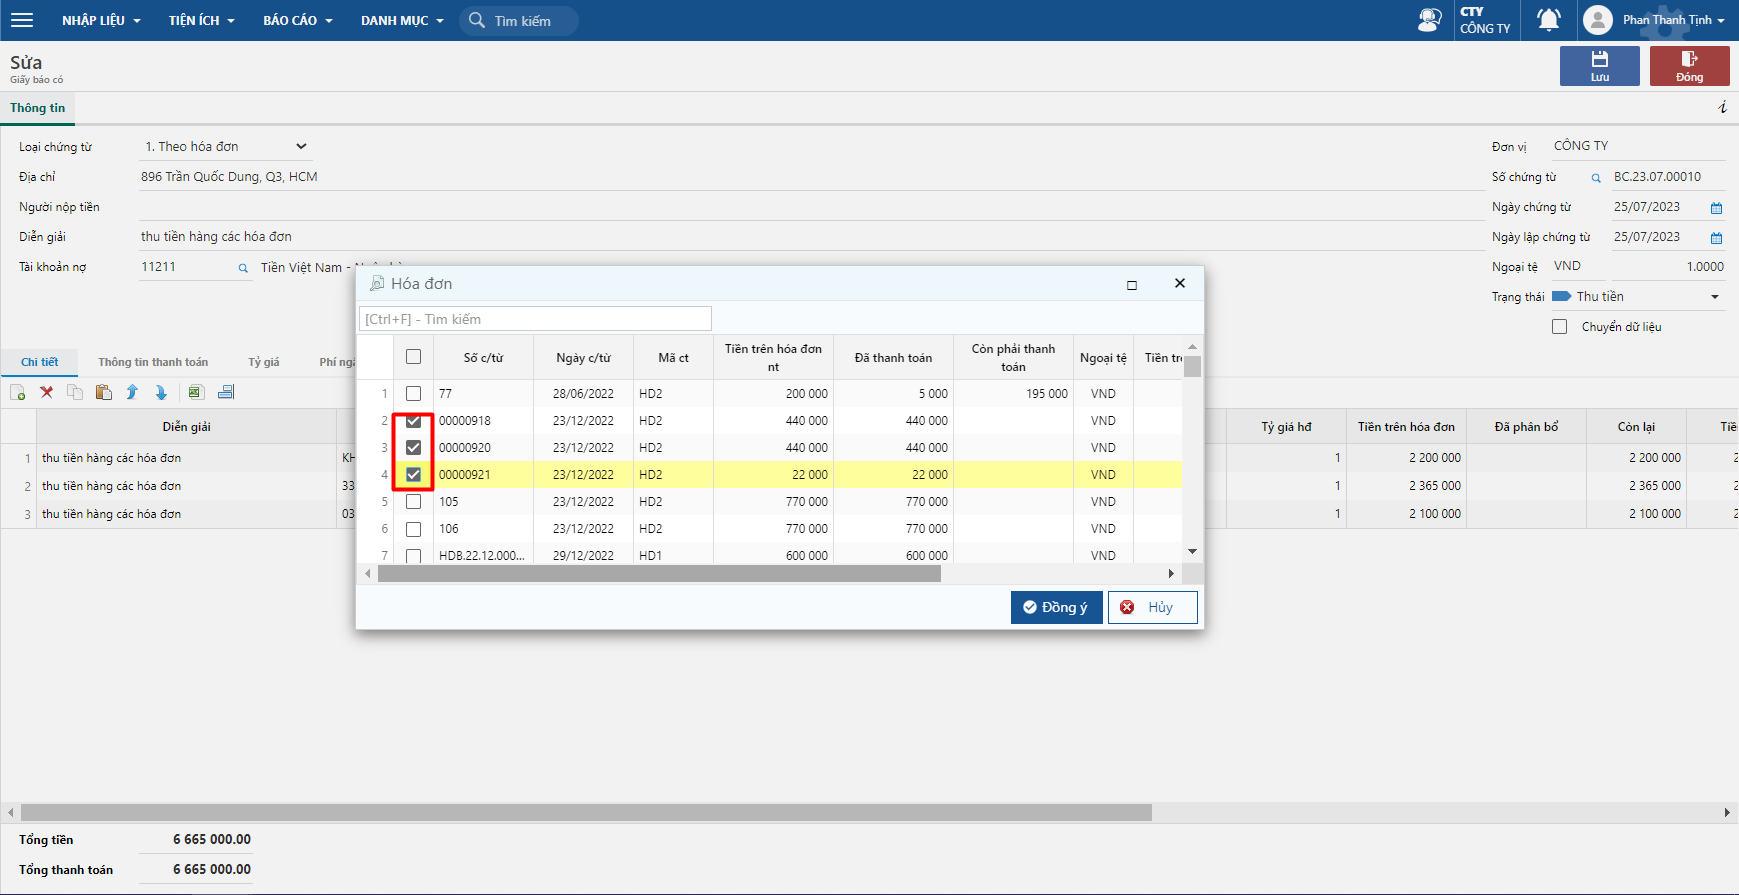 NHẬP LIỆU TIỆN ÍCH BÁO CÁO DANH MỤC Tìm kiếm CTY CÔNG TY Phan Thanh Tịnh
Sửa
Giấy báo có
Lưu Đóng
Thông tin i
Loại chứng từ 1. Theo hóa đơn Đơn vị CÔNG TY
Địa chỉ 896 Trần Quốc Dung, Q3, HCM Số chứng từ BC.23.07.00010
Người nộp tiền Ngày chứng từ 25/07/2023
Diễn giải thu tiền hàng các hóa đơn Ngày lập chứng từ 25/07/2023
Tài khoản nợ 11211 Tiền Việt Nam - Ngoại tệ VND 1.0000
Trạng thái Thu tiền
Chuyển dữ liệu
Hóa đơn
[Ctrl+F] - Tìm kiếm
Số c/từ Ngày c/từ Mã ct Tiền trên hóa đơn nt Đã thanh toán Còn phải thanh toán Ngoại tệ Tiền tr
1 77 28/06/2022 HD2 200 000 5 000 195 000 VND
2 00000918 23/12/2022 HD2 440 000 440 000 VND
3 00000920 23/12/2022 HD2 440 000 440 000 VND
4 00000921 23/12/2022 HD2 22 000 22 000 VND
5 105 23/12/2022 HD2 770 000 770 000 VND
6 106 23/12/2022 HD2 770 000 770 000 VND
7 HDB.22.12.000... 29/12/2022 HD1 600 000 600 000 VND
Đồng ý Hủy
Chi tiết Thông tin thanh toán Tỷ giá Phí ng
Diễn giải Tỷ giá hđ Tiền trên hóa đơn Đã phân bổ Còn lại Tiề
1 thu tiền hàng các hóa đơn KH 1 2 200 000 2 200 000 2
2 thu tiền hàng các hóa đơn 33 1 2 365 000 2 365 000 2
3 thu tiền hàng các hóa đơn 03 1 2 100 000 2 100 000 2
Tổng tiền 6 665 000.00
Tổng thanh toán 6 665 000.00